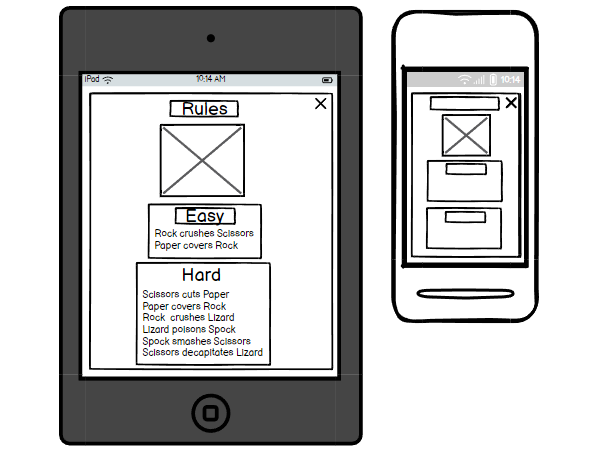 iPod 10:14 AM
Rules
Easy
Rock crushes Scissors
Paper covers Rock
Hard
Scissors cuts Paper
Paper covers Rock
Rock crushes Lizard
Lizard poisons Spock
Spock smashes Scissors
Scissors decapitates Lizard
10:14